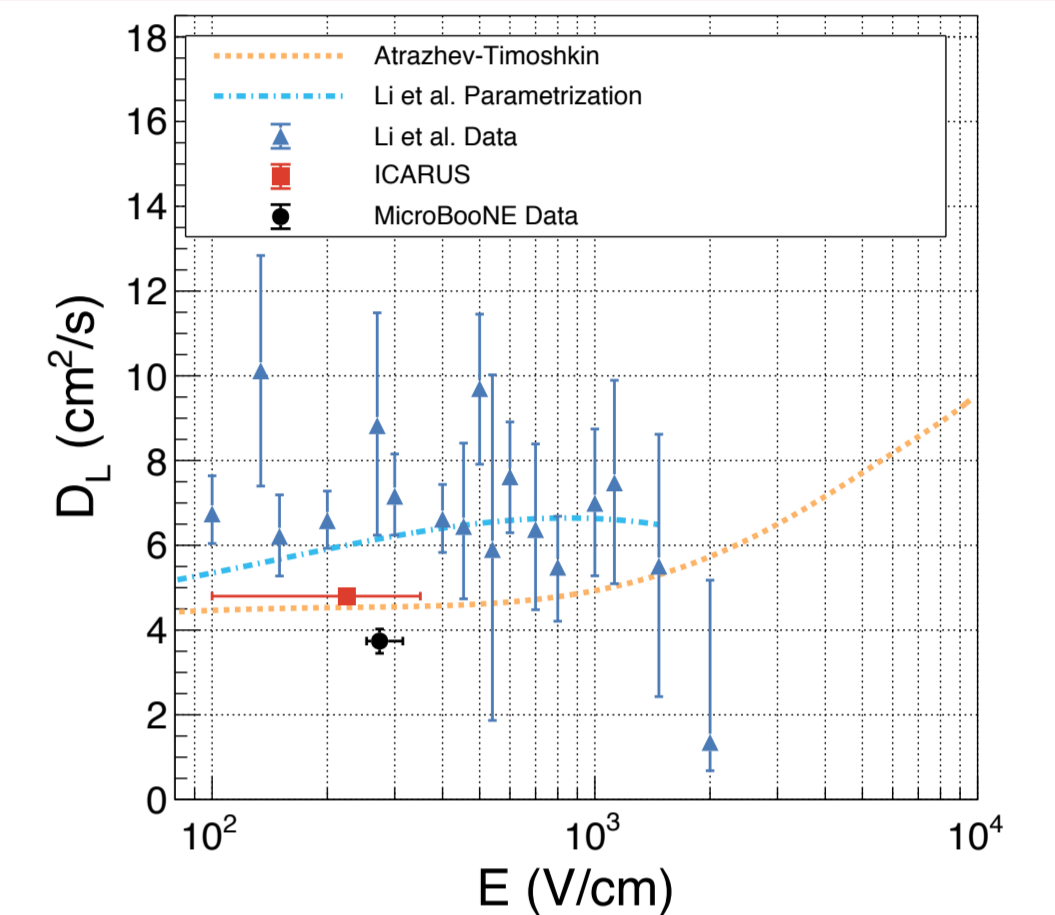 18
16
14
12
10
8
6
4
2
0
D_L (cm²/s)
Atrazhev-Timoshkin
Li et al. Parametrization
Li et al. Data
ICARUS
MicroBooNE Data
10²
10³
10⁴
E (V/cm)